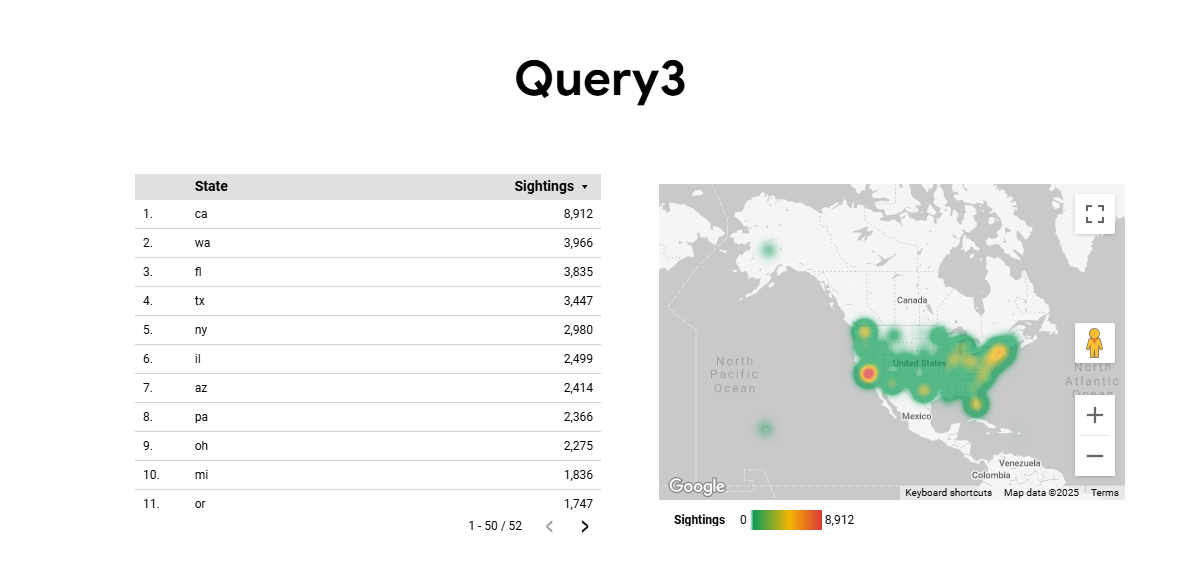 Query3
State Sightings
1. ca 8,912
2. wa 3,966
3. fl 3,835
4. tx 3,447
5. ny 2,980
6. il 2,499
7. az 2,414
8. pa 2,366
9. oh 2,275
10. mi 1,836
11. or 1,747
1 - 50 / 52
Canada
United States
North
Pacific
Ocean
North
Atlantic
Ocean
Mexico
Venezuela
Colombia
Google
Keyboard shortcuts Map data ©2025 Terms
Sightings 0 8,912